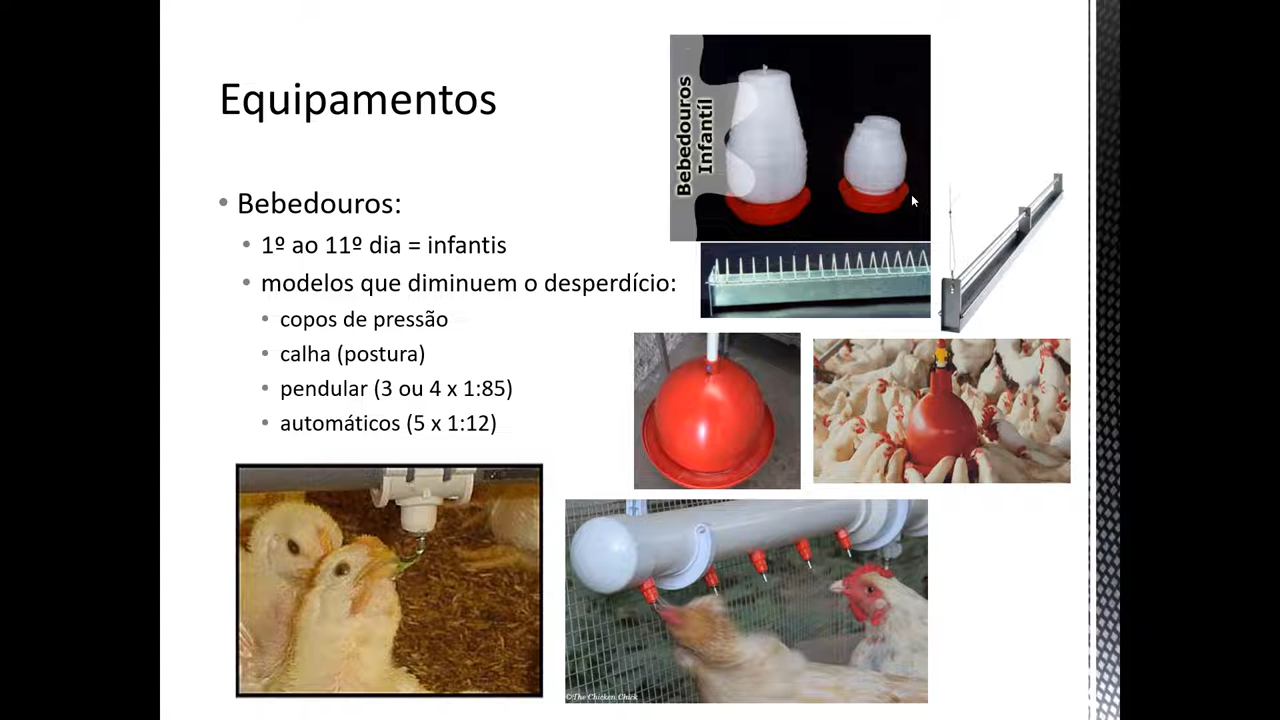 Equipamentos
Bebedouros:
1º ao 11º dia = infantis
modelos que diminuem o desperdício:
copos de pressão
calha (postura)
pendular (3 ou 4 x 1:85)
automáticos (5 x 1:12)
Bebedouros
Infantíl
©The Chicken Chick